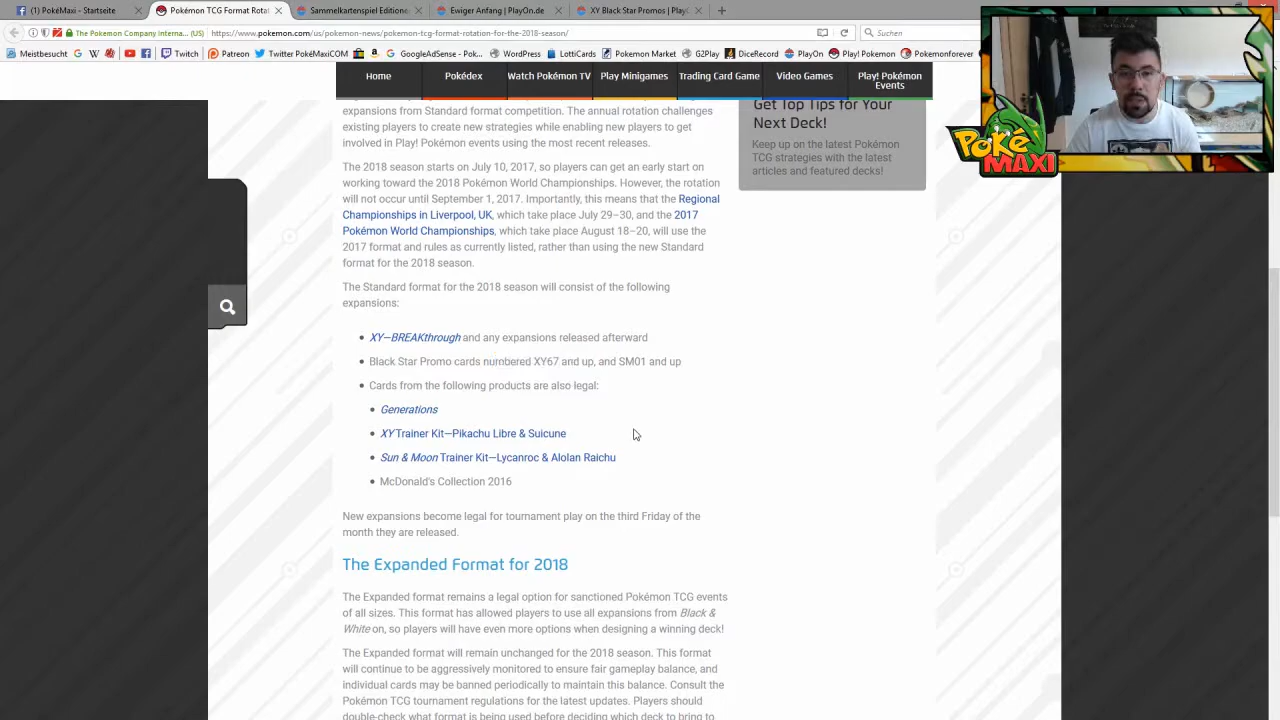 (1) PokéMaxi - Startseite
Pokémon TCG Format Rota
Sammelkartenspiel Edition
Ewiger Anfang | PlayOn.de
XY Black Star Promos | Play
The Pokemon Company Interna... (US)
https://www.pokemon.com/us/pokemon-news/pokemon-tcg-format-rotation-for-the-2018-season/
Suchen
Meistbesucht
Patreon
Twitter PokéMaxiCOM
GoogleAdSense - Pok...
WordPress
LottiCards
Pokemon Market
G2Play
DiceRecord
PlayOn
Play! Pokemon
Pokemonforever
Twitch
Home
Pokédex
Watch Pokémon TV
Play Minigames
Trading Card Game
Video Games
Play! Pokémon
Events
expansions from Standard format competition. The annual rotation challenges
existing players to create new strategies while enabling new players to get
involved in Play! Pokémon events using the most recent releases.
Get Top Tips for Your
Next Deck!
Keep up on the latest Pokémon
TCG strategies with the latest
articles and featured decks!
POKÉ
MAXI
The 2018 season starts on July 10, 2017, so players can get an early start on
working toward the 2018 Pokémon World Championships. However, the rotation
will not occur until September 1, 2017. Importantly, this means that the Regional
Championships in Liverpool, UK, which take place July 29–30, and the 2017
Pokémon World Championships, which take place August 18–20, will use the
2017 format and rules as currently listed, rather than using the new Standard
format for the 2018 season.
The Standard format for the 2018 season will consist of the following
expansions:
XY—BREAKthrough and any expansions released afterward
Black Star Promo cards numbered XY67 and up, and SM01 and up
Cards from the following products are also legal:
Generations
XY Trainer Kit—Pikachu Libre & Suicune
Sun & Moon Trainer Kit—Lycanroc & Alolan Raichu
McDonald's Collection 2016
New expansions become legal for tournament play on the third Friday of the
month they are released.
The Expanded Format for 2018
The Expanded format remains a legal option for sanctioned Pokémon TCG events
of all sizes. This format has allowed players to use all expansions from Black &
White on, so players will have even more options when designing a winning deck!
The Expanded format will remain unchanged for the 2018 season. This format
will continue to be aggressively monitored to ensure fair gameplay balance, and
individual cards may be banned periodically to maintain this balance. Consult the
Pokémon TCG tournament regulations for the latest updates. Players should
double-check what format is being used before deciding which deck to bring to